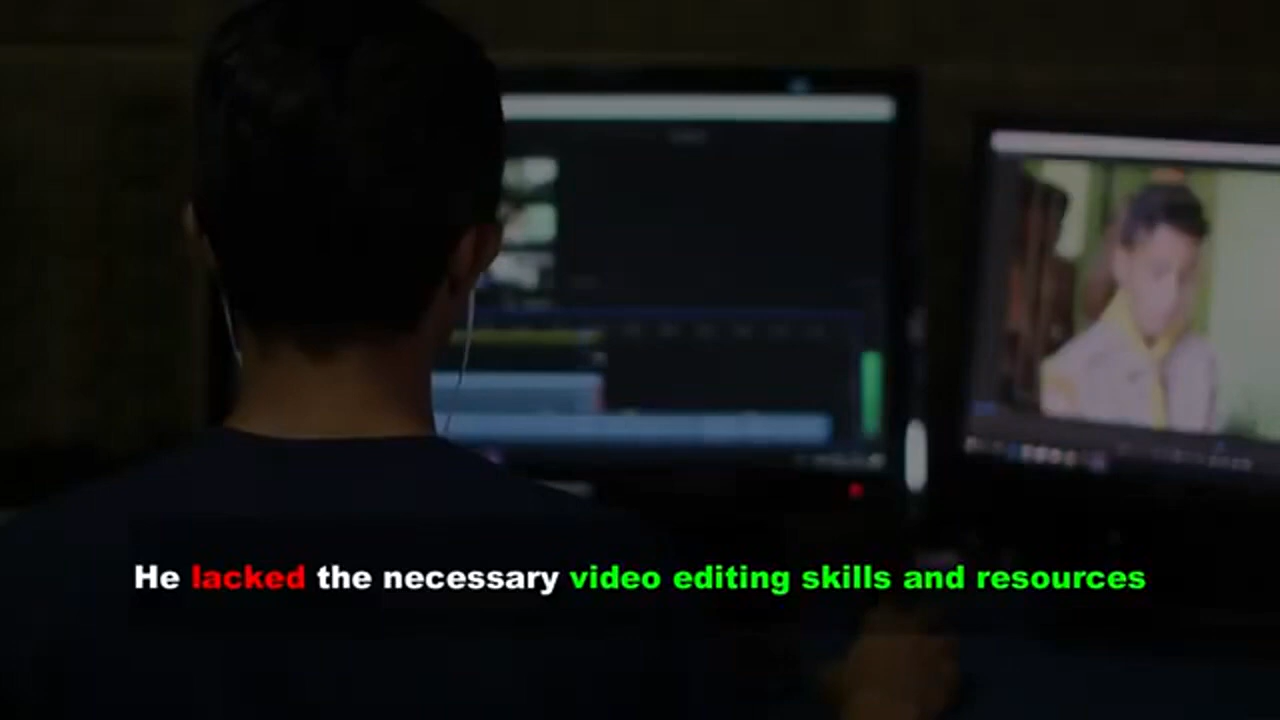 He lacked the necessary video editing skills and resources